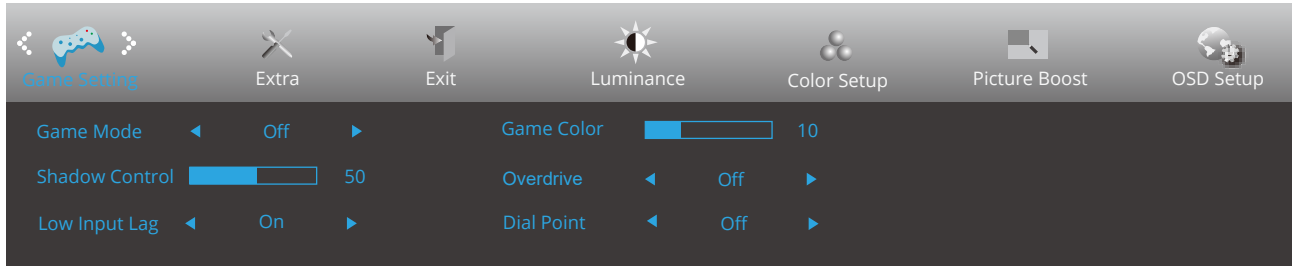 Game Setting Extra Exit Luminance Color Setup Picture Boost OSD Setup
Game Mode Off Game Color 10
Shadow Control 50 Overdrive Off
Low Input Lag On Dial Point Off